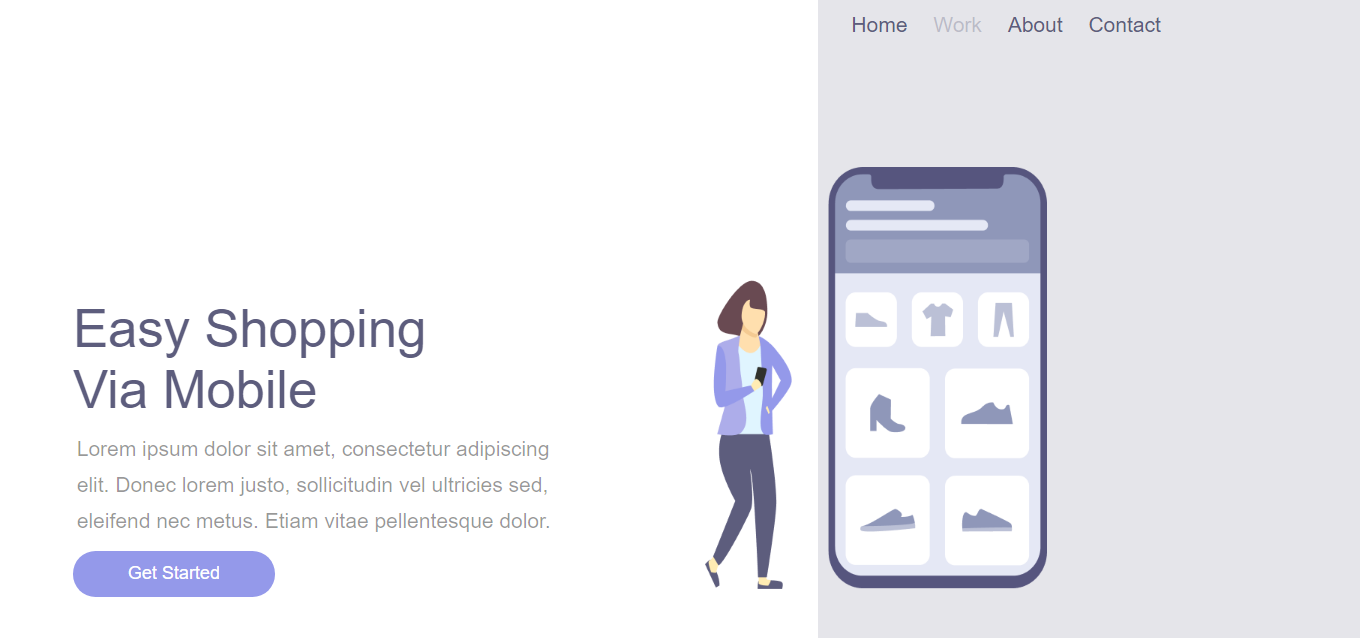 Home Work About Contact
Easy Shopping
Via Mobile
Lorem ipsum dolor sit amet, consectetur adipiscing
elit. Donec lorem justo, sollicitudin vel ultricies sed,
eleifend nec metus. Etiam vitae pellentesque dolor.
Get Started